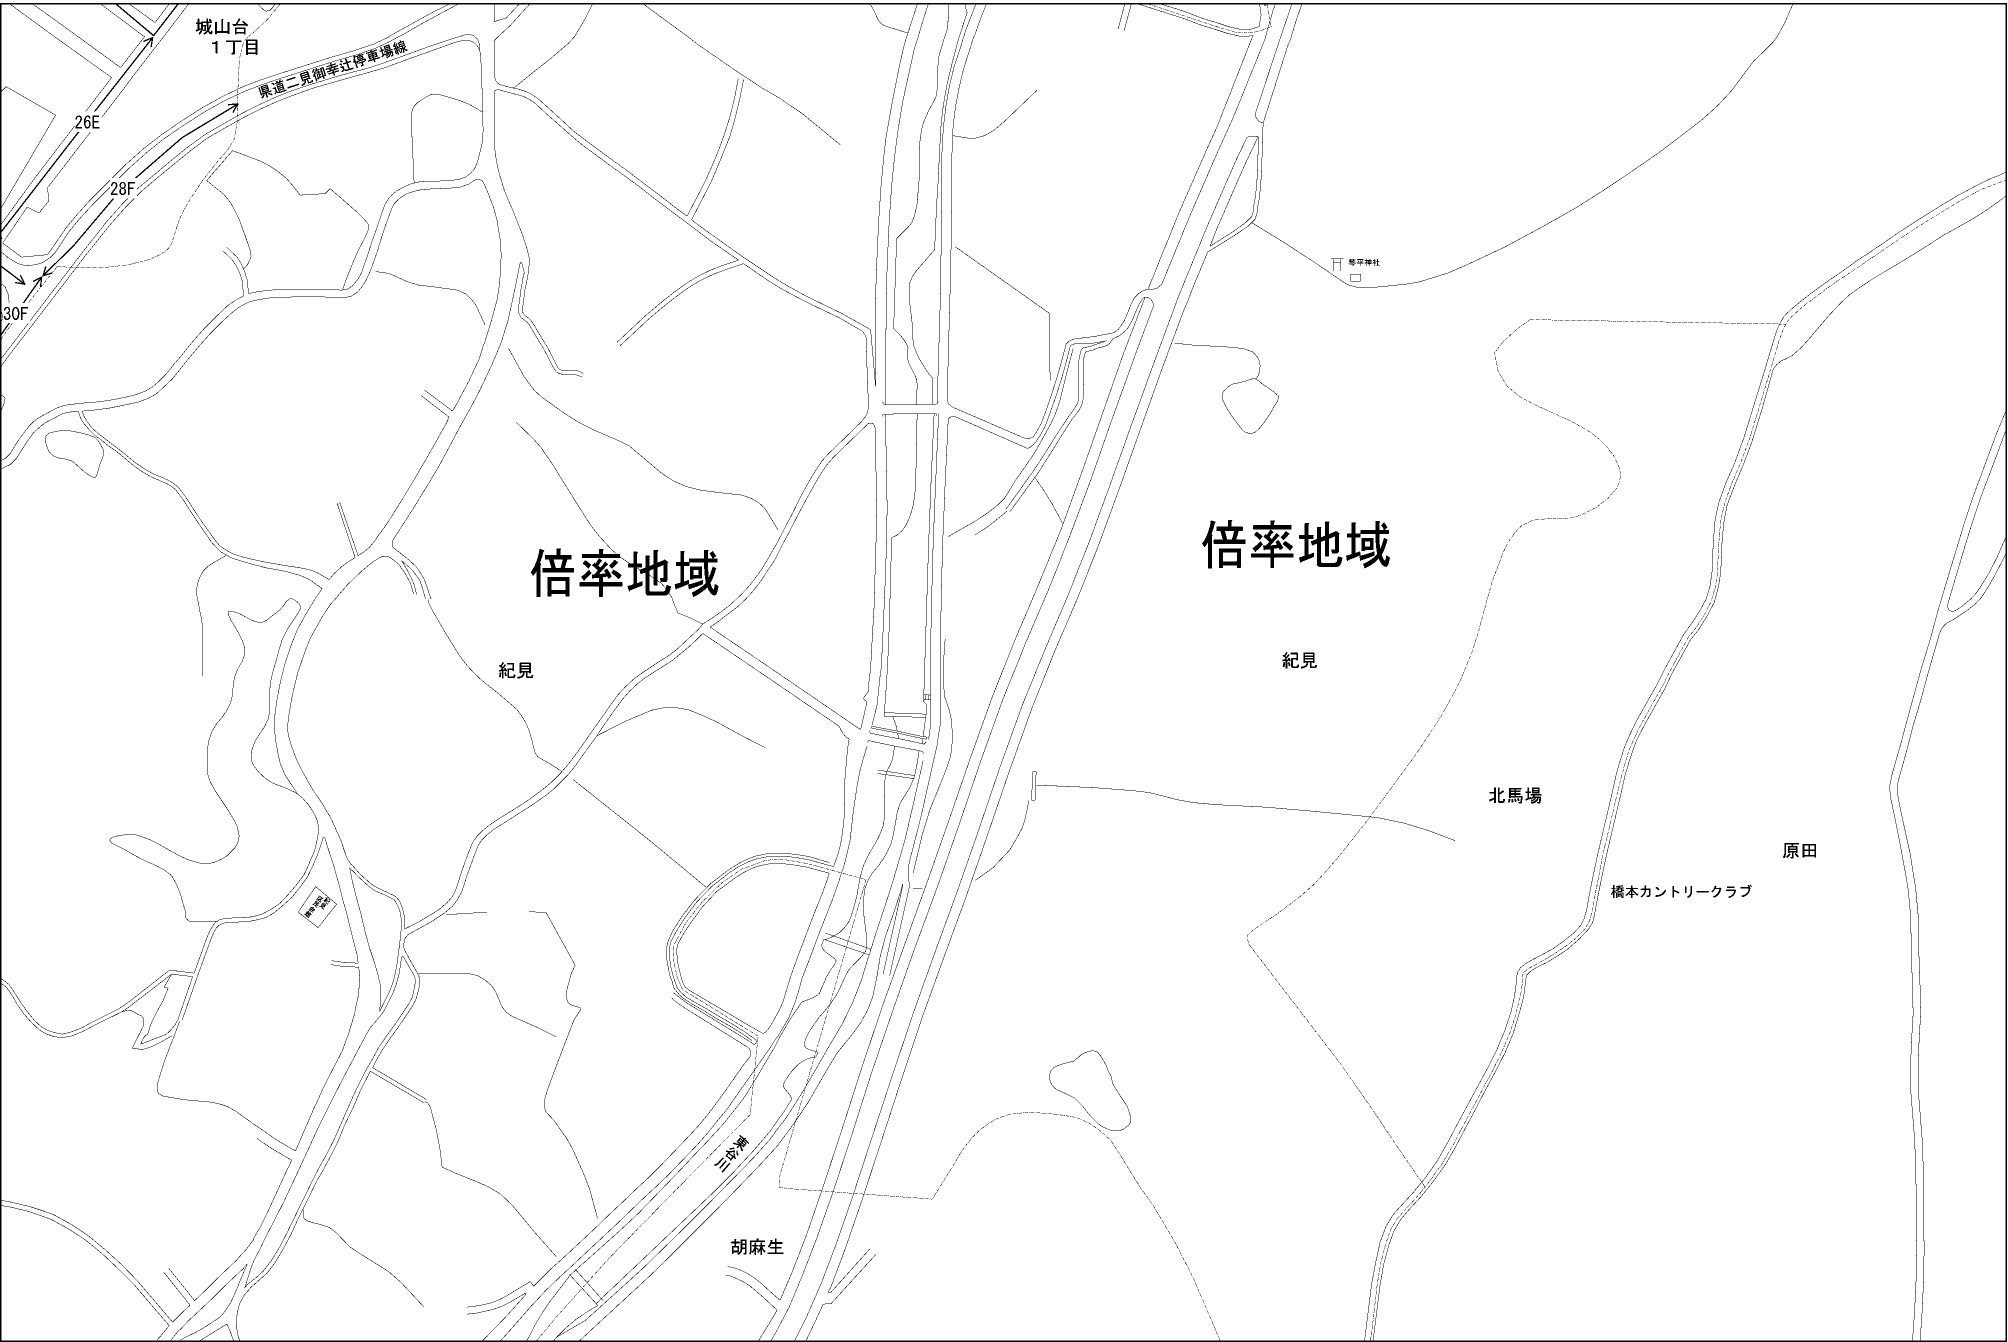 城山台
1丁目
県道二見御幸辻停車場線
26E
28F
30F
琴平神社
倍率地域
倍率地域
紀見
紀見
北馬場
原田
橋本カントリークラブ
東谷川
胡麻生